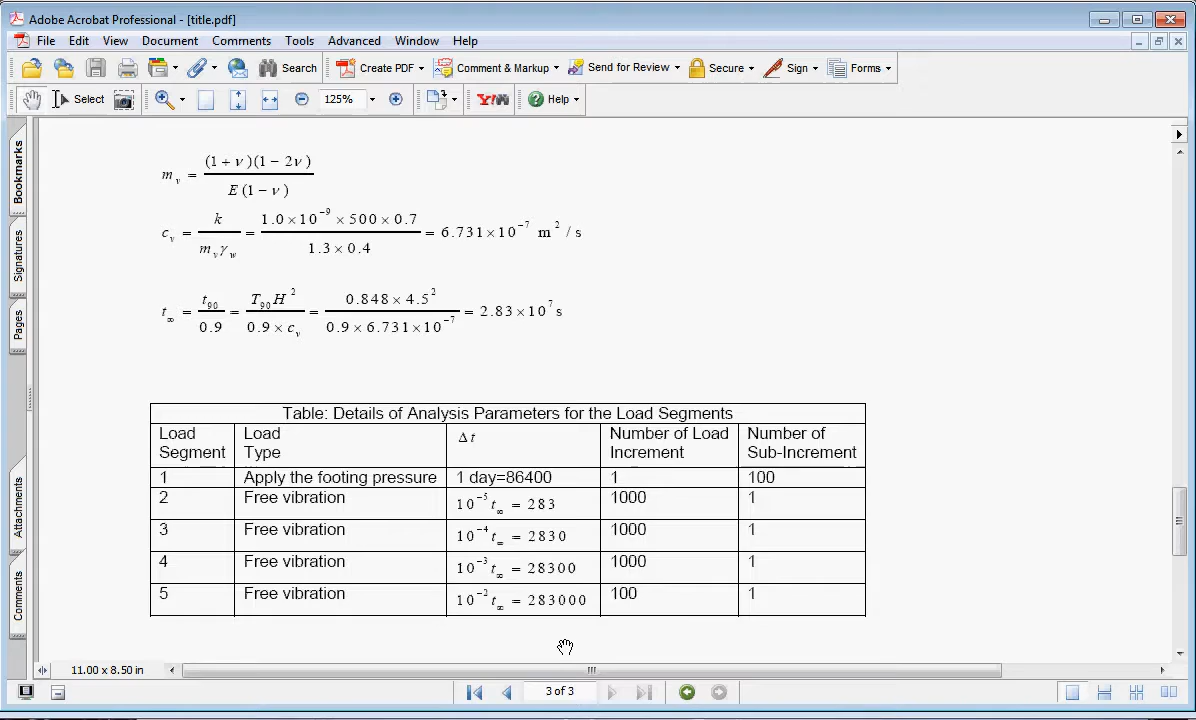 Adobe Acrobat Professional - [title.pdf]
File Edit View Document Comments Tools Advanced Window Help
Search Create PDF Comment & Markup Send for Review Secure Sign Forms
Select 125% Y! Help
Bookmarks
Signatures
Pages
Attachments
Comments
m_v = (1 + ν)(1 − 2ν) / E(1 − ν)
c_v = k / m_v γ_w = 1.0×10^−9 × 500 × 0.7 / 1.3 × 0.4 = 6.731×10^−7 m^2 / s
t_∞ = t_90 / 0.9 = T_90 H^2 / 0.9 × c_v = 0.848 × 4.5^2 / 0.9 × 6.731×10^−7 = 2.83×10^7 s
Table: Details of Analysis Parameters for the Load Segments
Load Segment Load Type Δt Number of Load Increment Number of Sub-Increment
1 Apply the footing pressure 1 day=86400 1 100
2 Free vibration 10^−5 t_∞ = 283 1000 1
3 Free vibration 10^−4 t_∞ = 2830 1000 1
4 Free vibration 10^−3 t_∞ = 28300 1000 1
5 Free vibration 10^−2 t_∞ = 283000 100 1
11.00 x 8.50 in
3 of 3